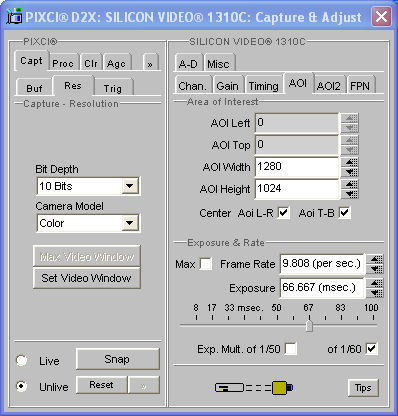 PIXCI® D2X: SILICON VIDEO® 1310C: Capture & Adjust
PIXCI®
Capt Proc Clr Agc »
Buf Res Trig
Capture - Resolution
Bit Depth
10 Bits
Camera Model
Color
Max Video Window
Set Video Window
Live Snap
Unlive Reset »
SILICON VIDEO® 1310C
A-D Misc
Chan. Gain Timing AOI AOI2 FPN
Area of Interest
AOI Left 0
AOI Top 0
AOI Width 1280
AOI Height 1024
Center Aoi L-R Aoi T-B
Exposure & Rate
Max Frame Rate 9.808 (per sec.)
Exposure 66.667 (msec.)
8 17 33 msec. 67 83 100
Exp. Mult. of 1/50 of 1/60
Tips